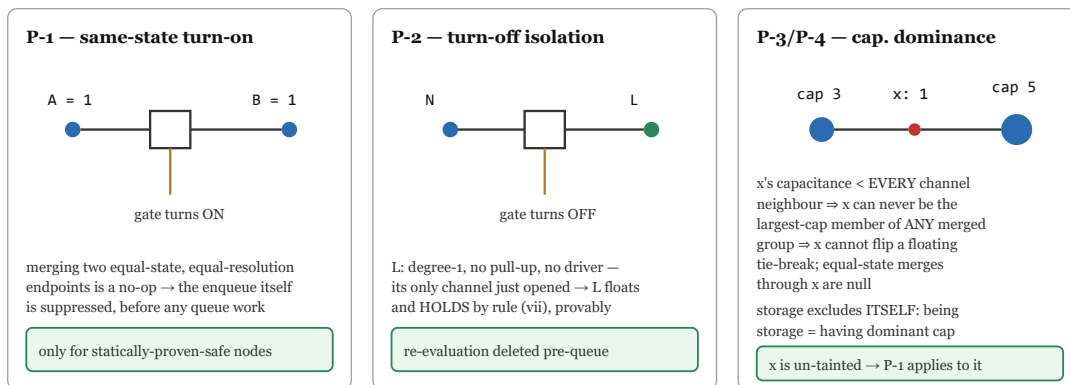 P-1 — same-state turn-on
A = 1
B = 1
gate turns ON
merging two equal-state, equal-resolution
endpoints is a no-op → the enqueue itself
is suppressed, before any queue work
only for statically-proven-safe nodes
P-2 — turn-off isolation
N
L
gate turns OFF
L: degree-1, no pull-up, no driver —
its only channel just opened → L floats
and HOLDS by rule (vii), provably
re-evaluation deleted pre-queue
P-3/P-4 — cap. dominance
cap 3
x: 1
cap 5
x's capacitance < EVERY channel
neighbour ⇒ x can never be the
largest-cap member of ANY merged
group ⇒ x cannot flip a floating
tie-break; equal-state merges
through x are null
storage excludes ITSELF: being
storage = having dominant cap
x is un-tainted → P-1 applies to it